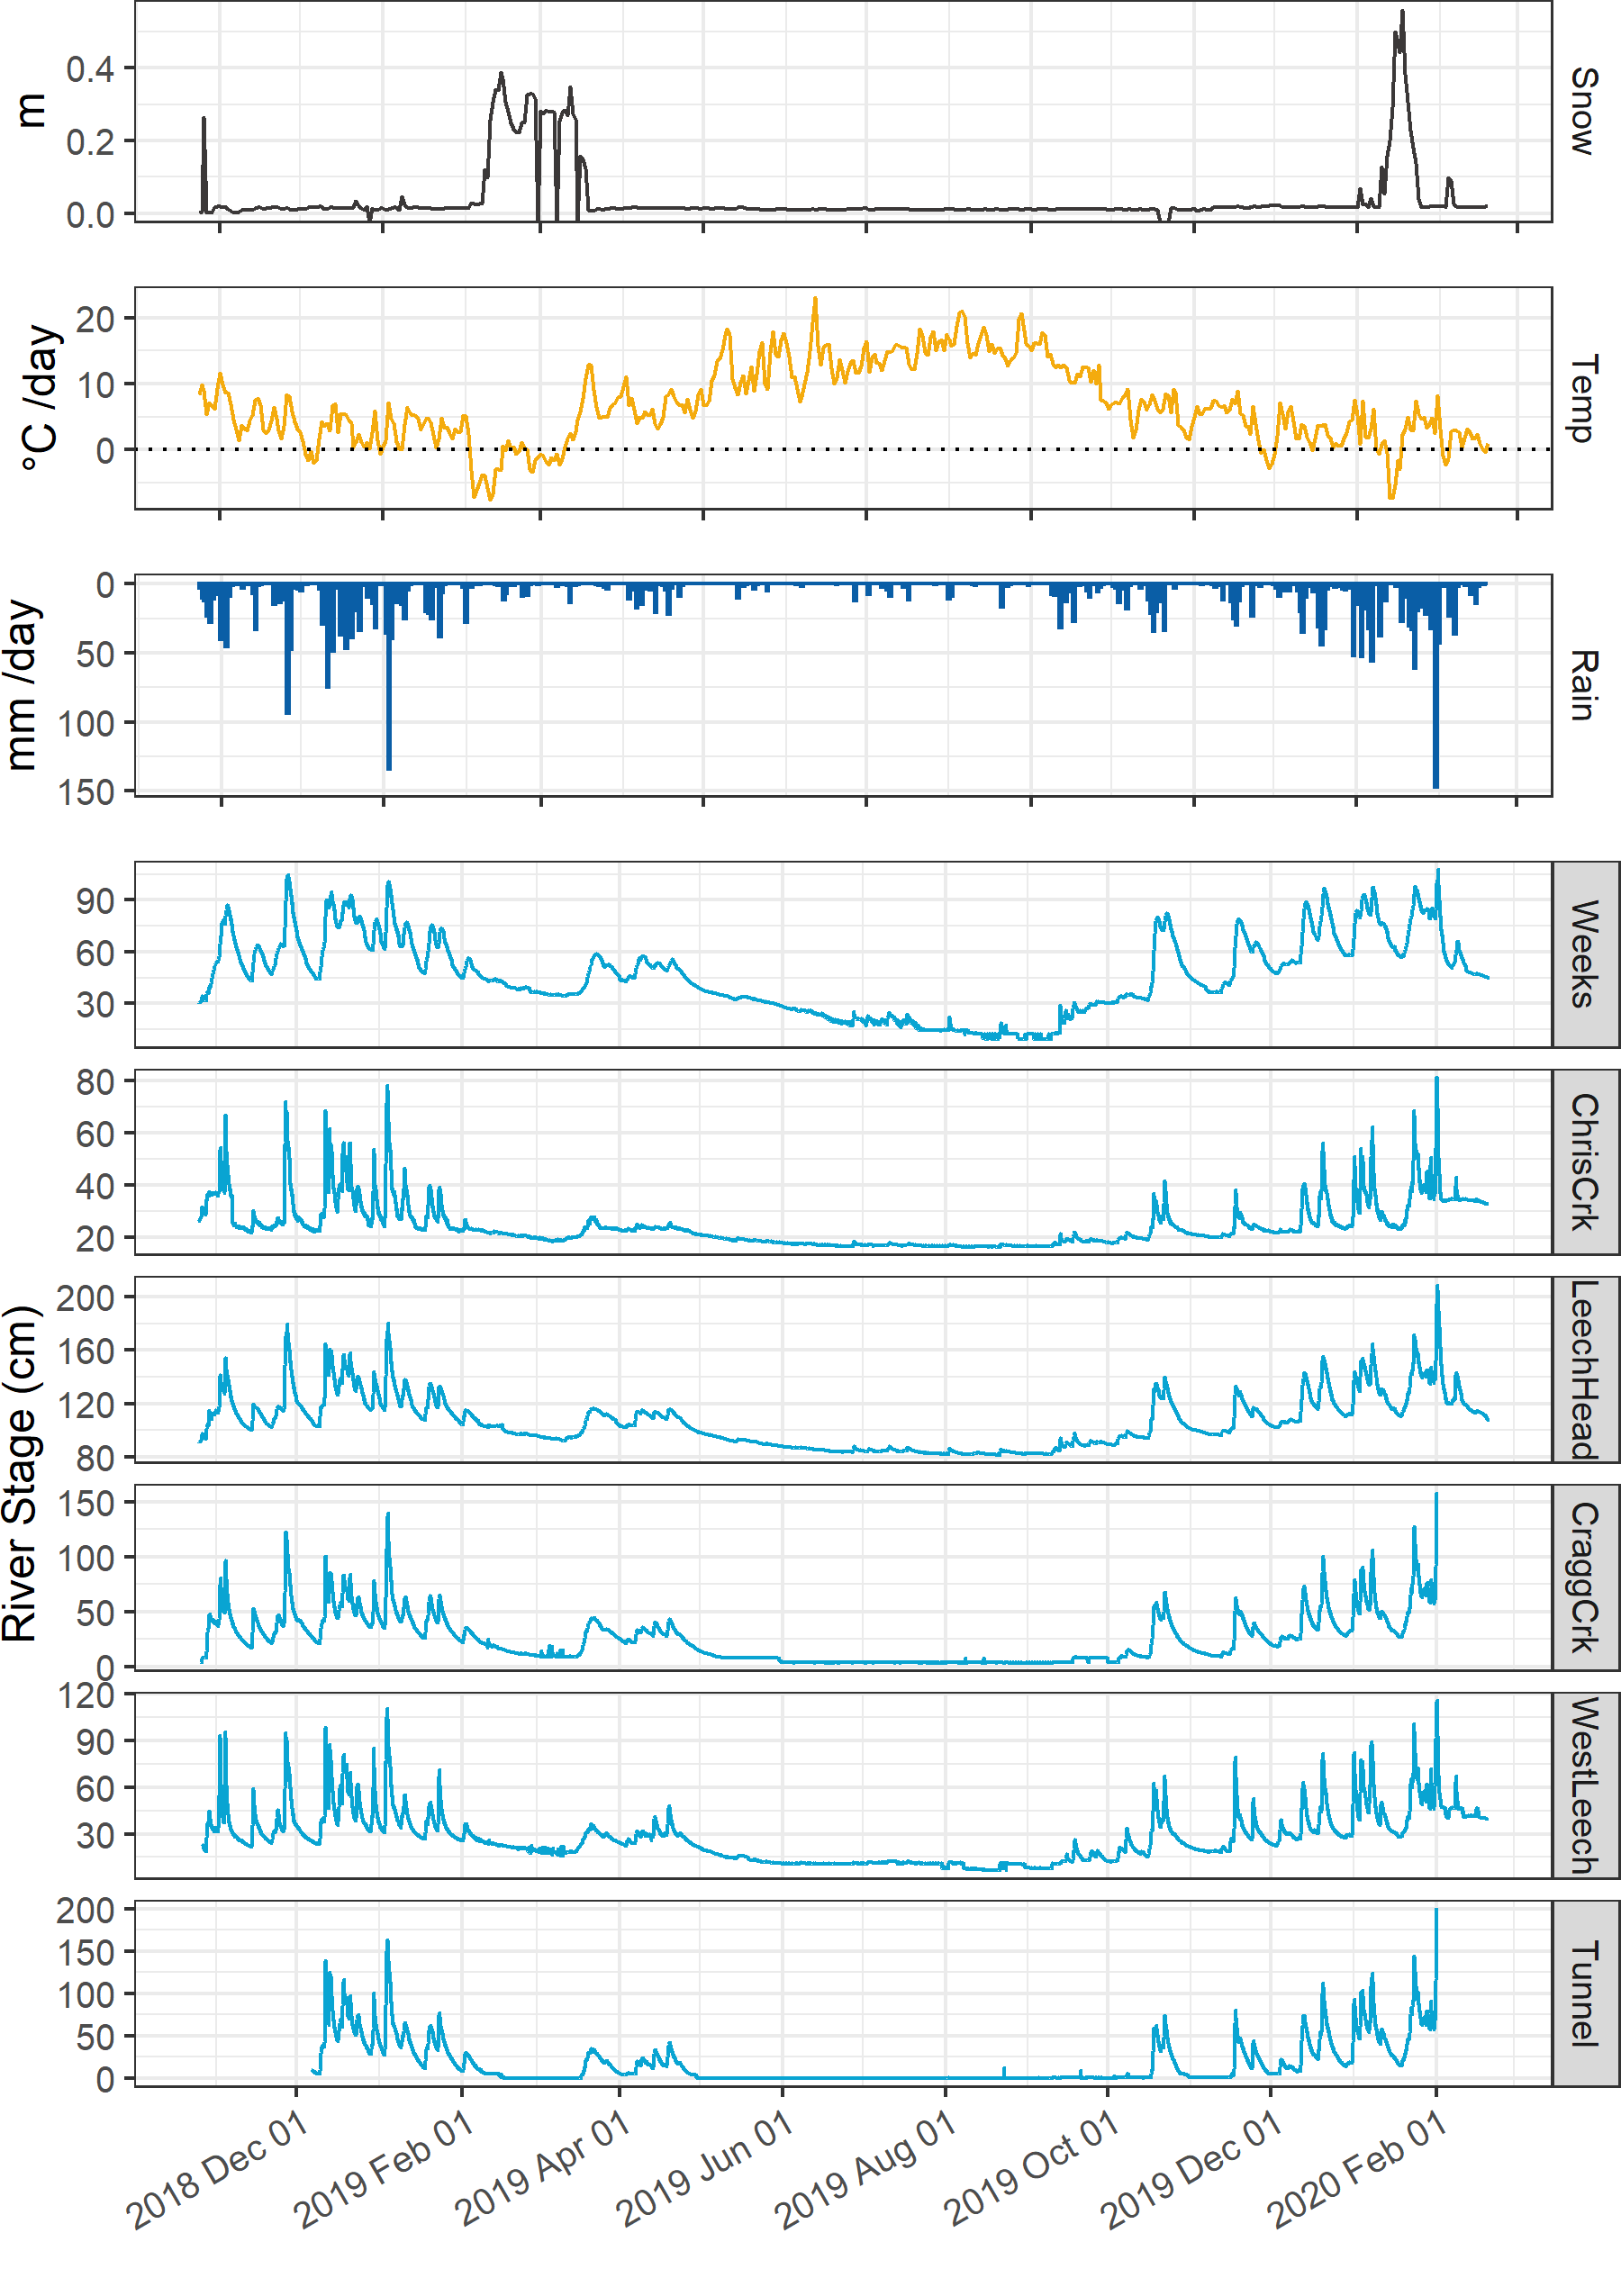 m
0.4
0.2
0.0
Snow
°C /day
20
10
0
Temp
mm /day
0
50
100
150
Rain
River Stage (cm)
90
60
30
Weeks
80
60
40
20
ChrisCrk
200
160
120
80
LeechHead
150
100
50
0
CraggCrk
120
90
60
30
WestLeech
200
150
100
50
0
Tunnel
2018 Dec 01
2019 Feb 01
2019 Apr 01
2019 Jun 01
2019 Aug 01
2019 Oct 01
2019 Dec 01
2020 Feb 01